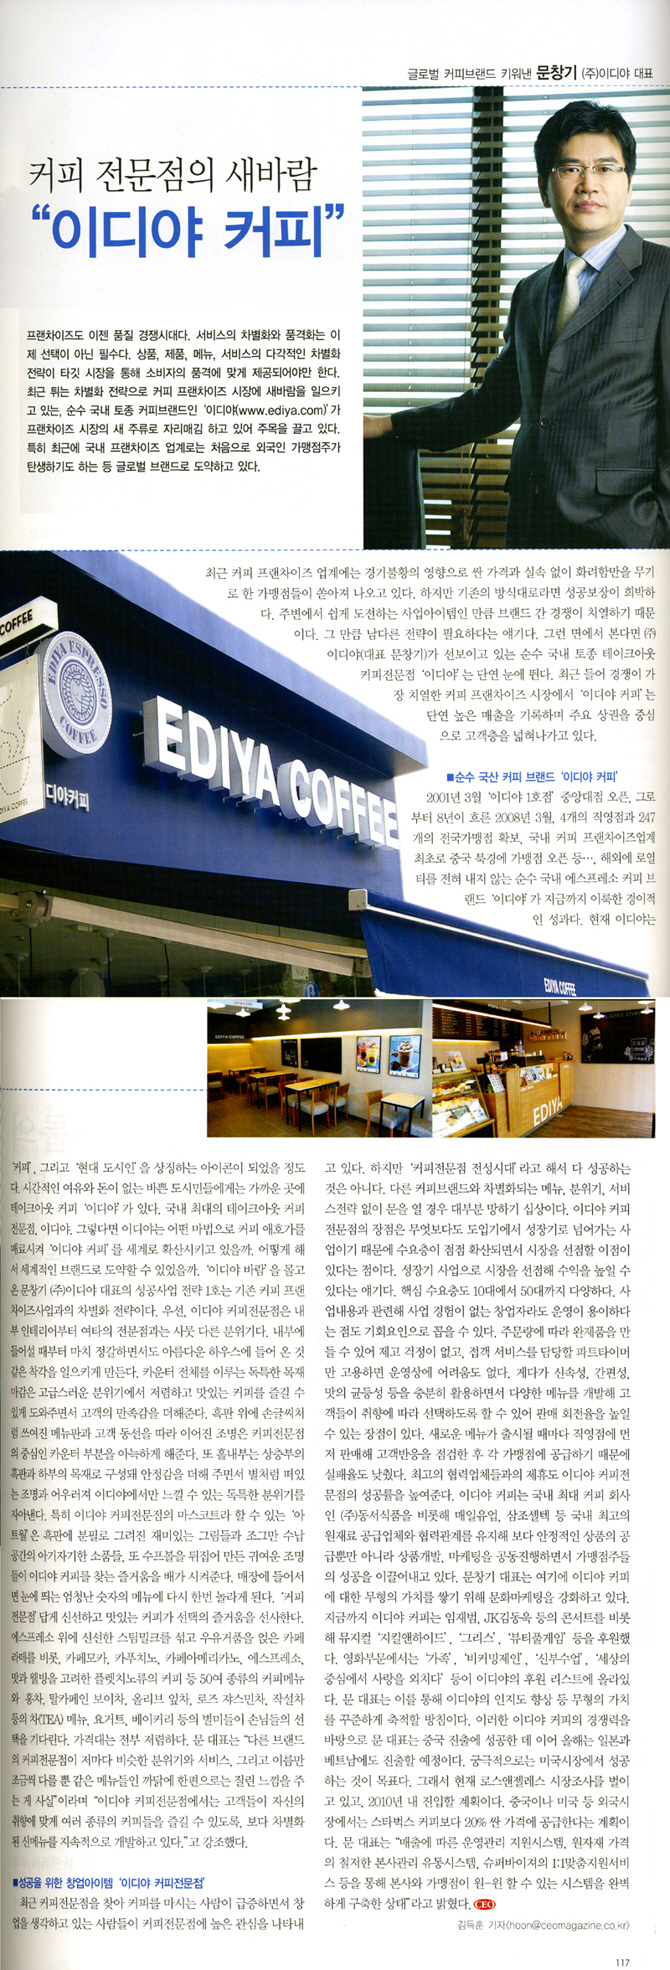 글로벌 커피브랜드 키워낸 문창기 (주)이디야 대표
커피 전문점의 새바람
“이디야 커피”
프랜차이즈도 이젠 품질 경쟁시대다. 서비스의 차별화와 품격화는 이
제 선택이 아닌 필수다. 상품, 제품, 메뉴, 서비스의 다각적인 차별화
전략이 타깃 시장을 통해 소비자의 품격에 맞게 제공되어야만 한다.
최근 튀는 차별화 전략으로 커피 프랜차이즈 시장에 새바람을 일으키
고 있는, 순수 국내 토종 커피브랜드인 ‘이디야(www.ediya.com)’가
프랜차이즈 시장의 새 주류로 자리매김 하고 있어 주목을 끌고 있다.
특히 최근에 국내 프랜차이즈 업계로는 처음으로 외국인 가맹점주가
탄생하기도 하는 등 글로벌 브랜드로 도약하고 있다.
최근 커피 프랜차이즈 업계에는 경기불황의 영향으로 싼 가격과 실속 없이 화려함만을 무기
로 한 가맹점들이 쏟아져 나오고 있다. 하지만 기존의 방식대로라면 성공보장이 희박하
다. 주변에서 쉽게 도전하는 사업아이템인 만큼 브랜드 간 경쟁이 치열하기 때문
이다. 그 만큼 남다른 전략이 필요하다는 얘기다. 그런 면에서 본다면 (주)
이디야(대표 문창기)가 선보이고 있는 순수 국내 토종 테이크아웃
커피전문점 ‘이디야’는 단연 눈에 띈다. 최근 들어 경쟁이 가
장 치열한 커피 프랜차이즈 시장에서 ‘이디야 커피’는
단연 높은 매출을 기록하며 주요 상권을 중심
으로 고객층을 넓혀나가고 있다.
COFFEE
EDIYA ESPRESSO
COFFEE
EDIYA COFFEE
디야커피
DIYA COFFEE
EDIYA COFFEE
■순수 국산 커피 브랜드 ‘이디야 커피’
2001년 3월 ‘이디야 1호점’ 중앙대점 오픈, 그로
부터 8년이 흐른 2008년 3월, 4개의 직영점과 247
개의 전국가맹점 확보, 국내 커피 프랜차이즈업계
최초로 중국 북경에 가맹점 오픈 등…, 해외에 로열
티를 전혀 내지 않는 순수 국내 에스프레소 커피 브
랜드 ‘이디야’가 지금까지 이룩한 경이적
인 성과다. 현재 이디야는
EDIYA COFFEE
EDIYA
‘커피’, 그리고 ‘현대 도시인’을 상징하는 아이콘이 되었을 정도
다. 시간적인 여유와 돈이 없는 바쁜 도시민들에게는 가까운 곳에
테이크아웃 커피 ‘이디야’가 있다. 국내 최대의 테이크아웃 커피
전문점, 이디야. 그렇다면 이디야는 어떤 마법으로 커피 애호가를
매료시켜 ‘이디야 커피’를 세계로 확산시키고 있을까. 어떻게 해
서 세계적인 브랜드로 도약할 수 있었을까. ‘이디야 바람’을 몰고
온 문창기 (주)이디야 대표의 성공사업 전략 1호는 기존 커피 프랜
차이즈사업과의 차별화 전략이다. 우선, 이디야 커피전문점은 내
부 인테리어부터 여타의 전문점과는 사뭇 다른 분위기다. 내부에
들어설 때부터 마치 정갈하면서도 아름다운 하우스에 들어 온 것
같은 착각을 일으키게 만든다. 카운터 전체를 이루는 독특한 목재
마감은 고급스러운 분위기에서 저렴하고 맛있는 커피를 즐길 수
있게 도와주면서 고객의 만족감을 더해준다. 흑판 위에 손글씨처
럼 쓰여진 메뉴판과 고객 동선을 따라 이어진 조명은 커피전문점
의 중심인 카운터 부분을 아늑하게 해준다. 또 홀내부는 상층부의
흑판과 하부의 목재로 구성돼 안정감을 더해 주면서 별처럼 떠있
는 조명과 어우러져 이디야에서만 느낄 수 있는 독특한 분위기를
자아낸다. 특히 이디야 커피전문점의 마스코트라 할 수 있는 ‘아
트월’은 흑판에 분필로 그려진 재미있는 그림들과 조그만 수납
공간의 아기자기한 소품들, 또 수프볼을 뒤집어 만든 귀여운 조명
들이 이디야 커피를 찾는 즐거움을 배가 시켜준다. 매장에 들어서
면 눈에 띄는 엄청난 숫자의 메뉴에 다시 한번 놀라게 된다. ‘커피
전문점’ 답게 신선하고 맛있는 커피가 선택의 즐거움을 선사한다.
에스프레소 위에 신선한 스팀밀크를 섞고 우유거품을 얹은 카페
라떼를 비롯, 카페모카, 카푸치노, 카페아메리카노, 에스프레소,
맛과 웰빙을 고려한 플렛치노류의 커피 등 50여 종류의 커피메뉴
와 홍차, 말카페인 보이차, 올리브 잎차, 로즈 쟈스민차, 작설차
등의 차(TEA) 메뉴, 요거트, 베이커리 등의 별미들이 손님들의 선
택을 기다린다. 가격대는 전부 저렴하다. 문 대표는 “다른 브랜드
의 커피전문점이 저마다 비슷한 분위기와 서비스, 그리고 이름만
조금씩 다를 뿐 같은 메뉴들인 까닭에 한편으로는 질린 느낌을 주
는 게 사실”이라며 “이디야 커피전문점에서는 고객들이 자신의
취향에 맞게 여러 종류의 커피들을 즐길 수 있도록, 보다 차별화
된 신메뉴를 지속적으로 개발하고 있다.”고 강조했다.
■성공을 위한 창업아이템 ‘이디야 커피전문점’
최근 커피전문점을 찾아 커피를 마시는 사람이 급증하면서 창
업을 생각하고 있는 사람들이 커피전문점에 높은 관심을 나타내
고 있다. 하지만 ‘커피전문점 전성시대’라고 해서 다 성공하는
것은 아니다. 다른 커피브랜드와 차별화되는 메뉴, 분위기, 서비
스전략 없이 문을 열 경우 대부분 망하기 십상이다. 이디야 커피
전문점의 장점은 무엇보다도 도입기에서 성장기로 넘어가는 사
업이기 때문에 수요층이 점점 확산되면서 시장을 선점할 이점이
있다는 점이다. 성장기 사업으로 시장을 선점해 수익을 높일 수
있다는 얘기다. 핵심 수요층도 10대에서 50대까지 다양하다. 사
업내용과 관련해 사업 경험이 없는 창업자라도 운영이 용이하다
는 점도 기회요인으로 꼽을 수 있다. 주문량에 따라 완제품을 만
들 수 있어 재고 걱정이 없고, 접객 서비스를 담당할 파트타이머
만 고용하면 운영상에 어려움도 없다. 게다가 신속성, 간편성,
맛의 균등성 등을 충분히 활용하면서 다양한 메뉴를 개발해 고
객들이 취향에 따라 선택하도록 할 수 있어 판매 회전율을 높일
수 있는 장점이 있다. 새로운 메뉴가 출시될 때마다 직영점에 먼
저 판매해 고객반응을 점검한 후 각 가맹점에 공급하기 때문에
실패율도 낮췄다. 최고의 협력업체들과의 제휴도 이디야 커피전
문점의 성공률을 높여준다. 이디야 커피는 국내 최대 커피 회사
인 (주)동서식품을 비롯해 매일유업, 삼조쎌텍 등 국내 최고의
원재료 공급업체와 협력관계를 유지해 보다 안정적인 상품의 공
급뿐만 아니라 상품개발, 마케팅을 공동진행하면서 가맹점주들
의 성공을 이끌어내고 있다. 문창기 대표는 여기에 이디야 커피
에 대한 무형의 가치를 쌓기 위해 문화마케팅을 강화하고 있다.
지금까지 이디야 커피는 임재범, JK김동욱 등의 콘서트를 비롯
해 뮤지컬 ‘지킬앤하이드’, ‘그리스’, ‘뷰티풀게임’ 등을 후원했
다. 영화부문에서는 ‘가족’, ‘비커밍제인’, ‘신부수업’, ‘세상의
중심에서 사랑을 외치다’ 등이 이디야의 후원 리스트에 올라있
다. 문 대표는 이를 통해 이디야의 인지도 향상 등 무형의 가치
를 꾸준하게 축적할 방침이다. 이러한 이디야 커피의 경쟁력을
바탕으로 문 대표는 중국 진출에 성공한 데 이어 올해는 일본과
베트남에도 진출할 예정이다. 궁극적으로는 미국시장에서 성공
하는 것이 목표다. 그래서 현재 로스앤젤레스 시장조사를 벌이
고 있고, 2010년 내 진입할 계획이다. 중국이나 미국 등 외국시
장에서는 스타벅스 커피보다 20% 싼 가격에 공급한다는 계획이
다. 문 대표는 “매출에 따른 운영관리 지원시스템, 원자재 가격
의 철저한 본사관리 유통시스템, 슈퍼바이져의 1:1맞춤지원서비
스 등을 통해 본사와 가맹점이 윈-윈 할 수 있는 시스템을 완벽
하게 구축한 상태”라고 밝혔다. CEO
김득훈 기자(hoon@ceomagazine.co.kr)
117